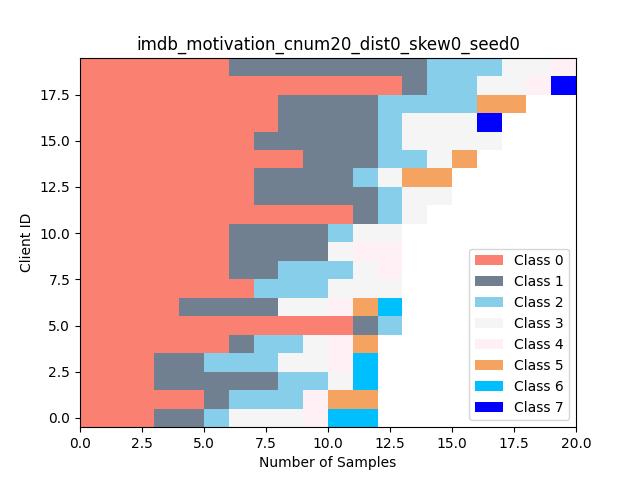 imdb_motivation_cnum20_dist0_skew0_seed0
17.5
15.0
12.5
10.0
7.5
5.0
2.5
0.0
Client ID
Class 0
Class 1
Class 2
Class 3
Class 4
Class 5
Class 6
Class 7
0.0 2.5 5.0 7.5 10.0 12.5 15.0 17.5 20.0
Number of Samples